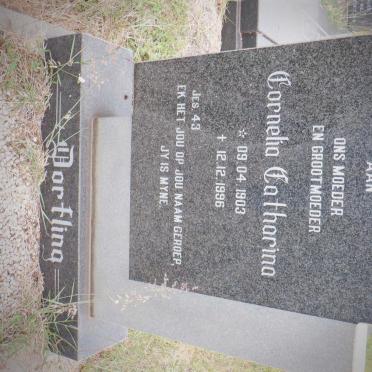 AAN
ONS MOEDER
EN GROOTMOEDER
Cornelia Catharina
☆ 09.04.1903
+ 12.12.1996
JES. 43
EK HET JOU OP JOU NAAM GEROEP,
JY IS MYNE.
Dorfling